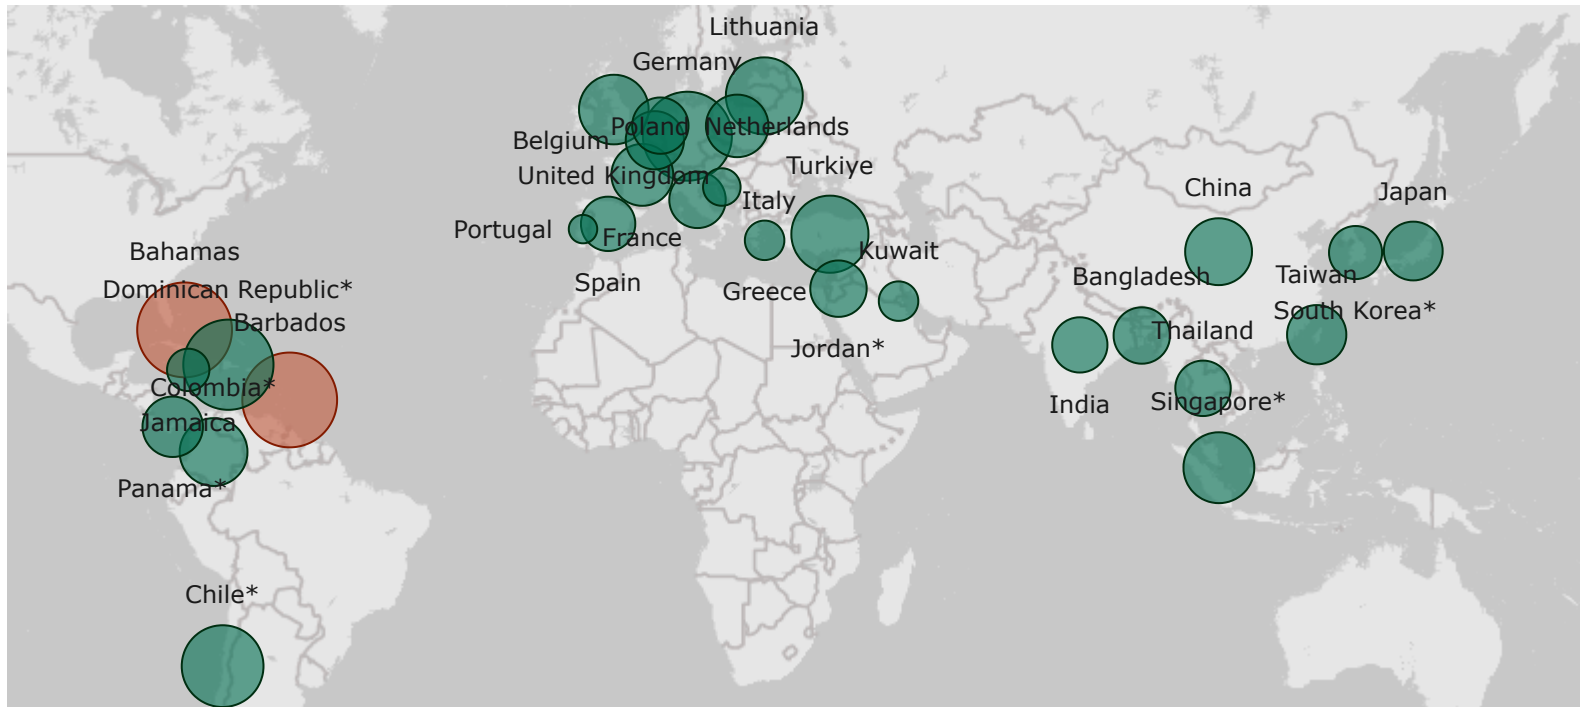 Lithuania
Germany
Belgium
Poland
Netherlands
United Kingdom
Turkiye
Italy
Portugal
France
Spain
Kuwait
Greece
Jordan*
China
Japan
Bangladesh
Taiwan
South Korea*
Thailand
India
Singapore*
Bahamas
Dominican Republic*
Barbados
Colombia*
Jamaica
Panama*
Chile*